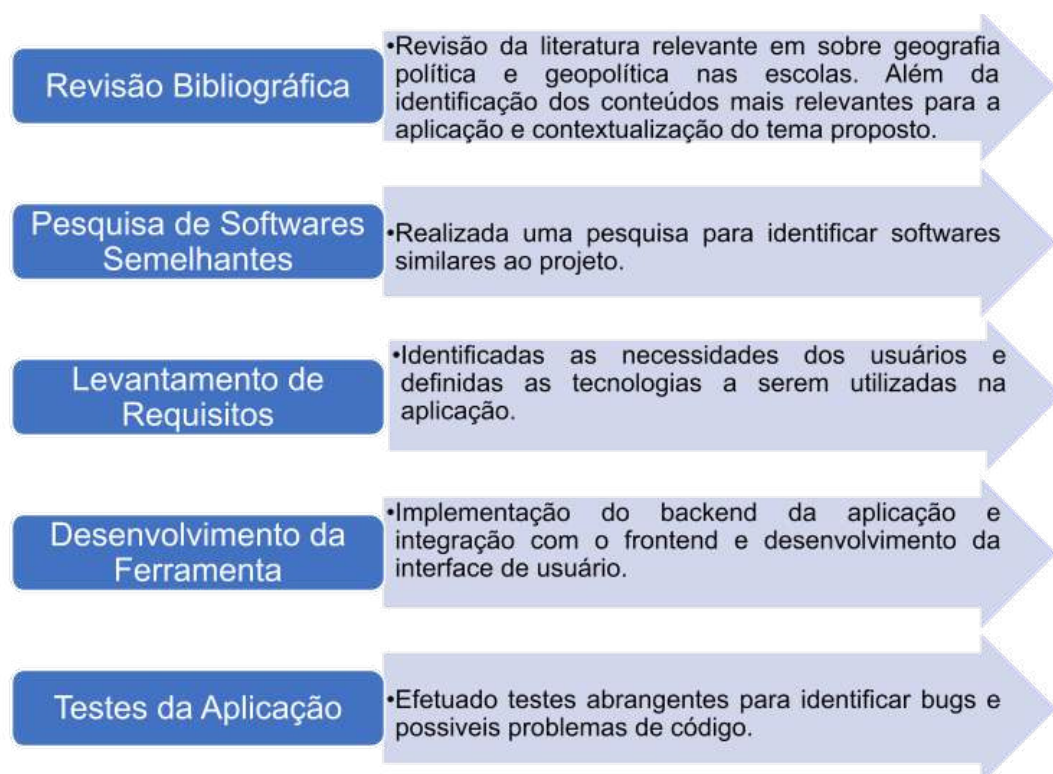 Revisão Bibliográfica
•Revisão da literatura relevante em sobre geografia
política e geopolítica nas escolas. Além da
identificação dos conteúdos mais relevantes para a
aplicação e contextualização do tema proposto.
Pesquisa de Softwares
Semelhantes
•Realizada uma pesquisa para identificar softwares
similares ao projeto.
Levantamento de
Requisitos
•Identificadas as necessidades dos usuários e
definidas as tecnologias a serem utilizadas na
aplicação.
Desenvolvimento da
Ferramenta
•Implementação do backend da aplicação e
integração com o frontend e desenvolvimento da
interface de usuário.
Testes da Aplicação
•Efetuado testes abrangentes para identificar bugs e
possiveis problemas de código.